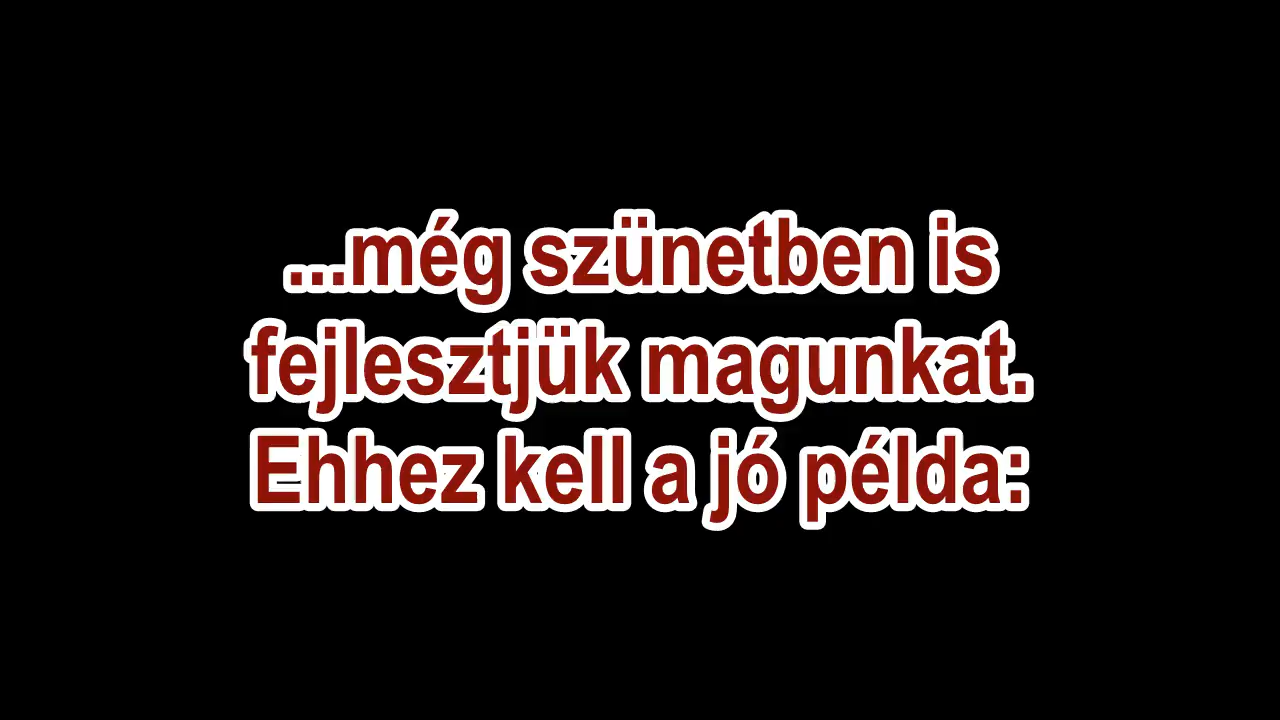 ...még szünetben is
fejlesztjük magunkat.
Ehhez kell a jó példa: